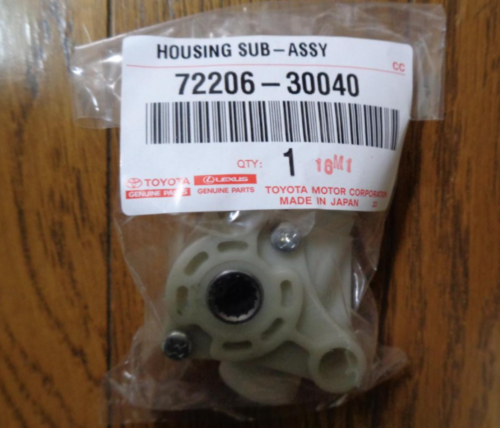 HOUSING SUB-ASSY
CC
72206-30040
QTY: 1 18M1
TOYOTA LEXUS
GENUINE PARTS GENUINE PARTS
TOYOTA MOTOR CORPORATION
MADE IN JAPAN